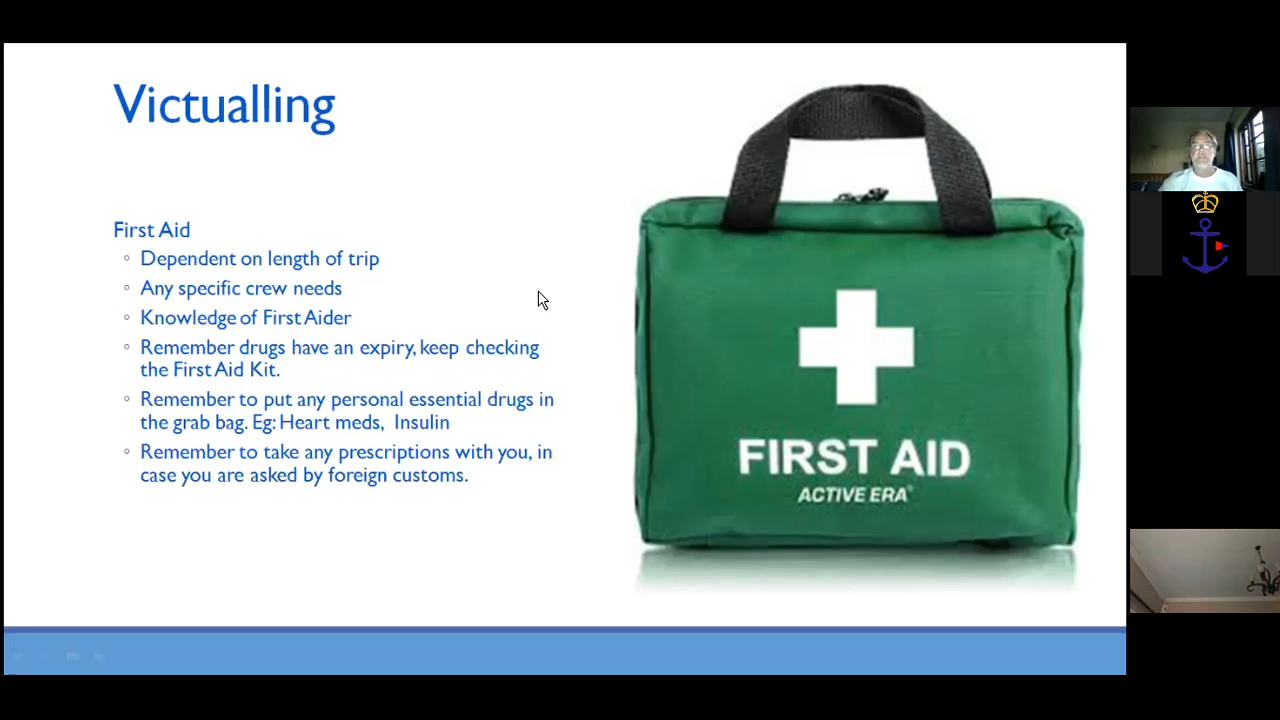 Victualling
First Aid
Dependent on length of trip
Any specific crew needs
Knowledge of First Aider
Remember drugs have an expiry, keep checking
the First Aid Kit.
Remember to put any personal essential drugs in
the grab bag. Eg: Heart meds, Insulin
Remember to take any prescriptions with you, in
case you are asked by foreign customs.
FIRST AID
ACTIVE ERA